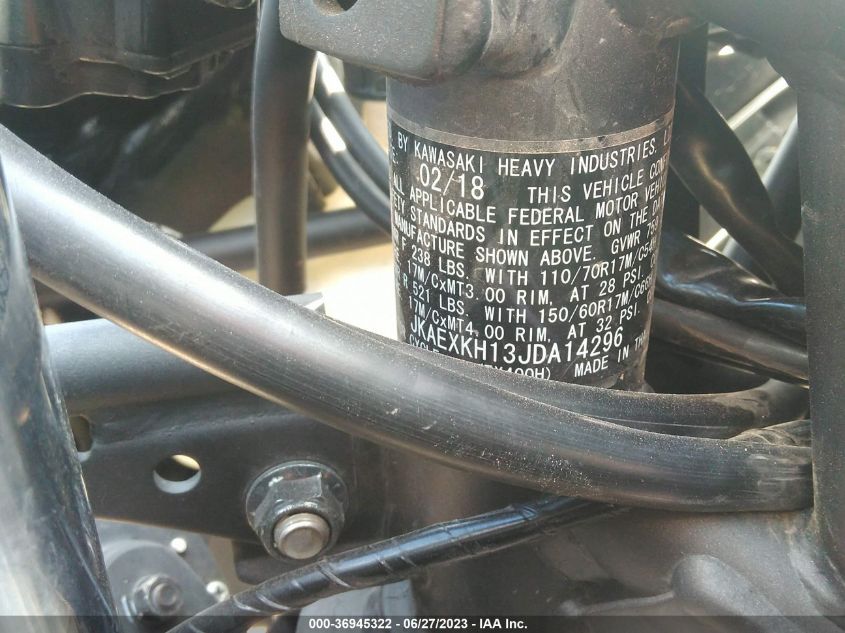 BY KAWASAKI HEAVY INDUSTRIES.
02/18 THIS VEHICLE
ALL APPLICABLE FEDERAL MOTOR
STANDARDS IN EFFECT ON THE
MANUFACTURE SHOWN ABOVE. GVWR
F 238 LBS. WITH 110/70R17M/C
17M/CxMT3.00 RIM, AT 28 PSI.
R 521 LBS. WITH 150/60R17M/C
17M/CxMT4.00 RIM, AT 32 PSI.
JKAEXKH13JDA14296
MADE IN
000-36945322 / 06/27/2023 - IAA Inc.